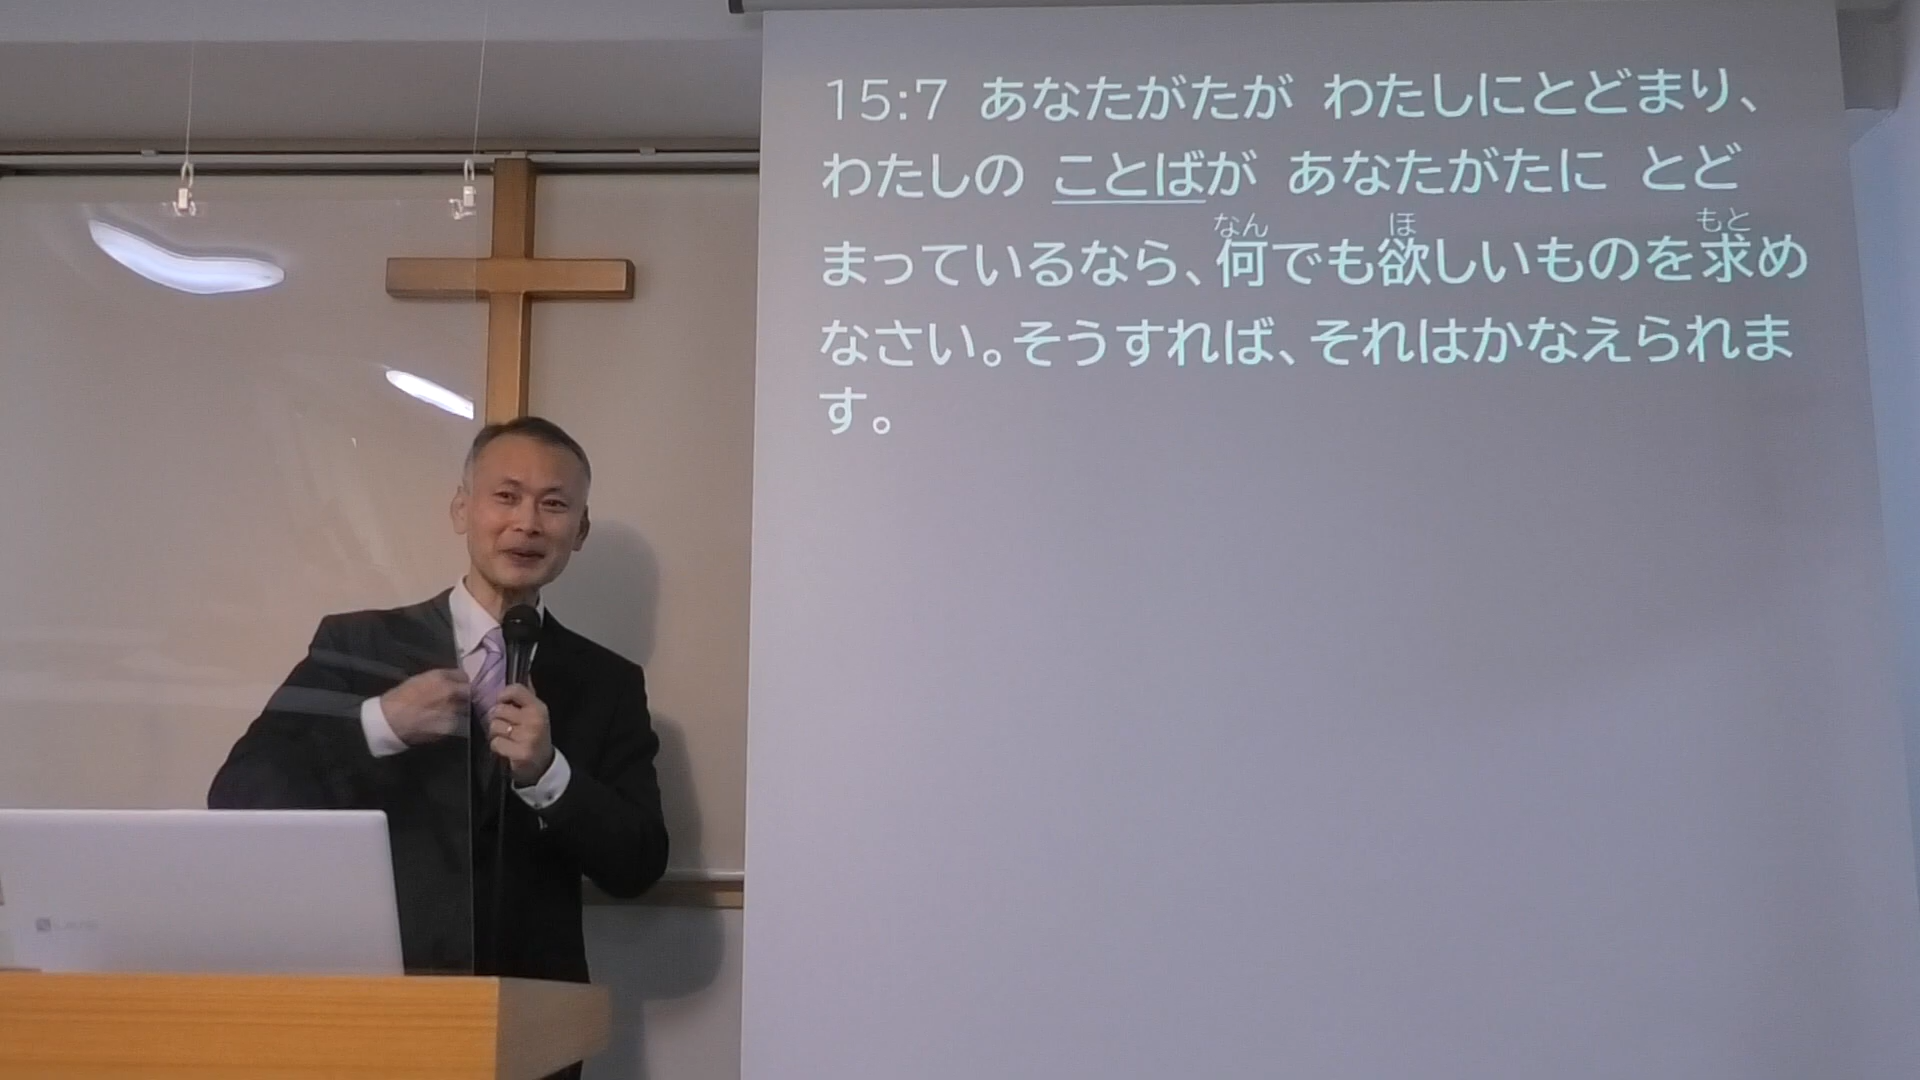 15:7 あなたがたが わたしにとどまり、
わたしの ことばが あなたがたに とど
なん ほ もと
まっているなら、何でも欲しいものを求め
なさい。そうすれば、それはかなえられま
す。